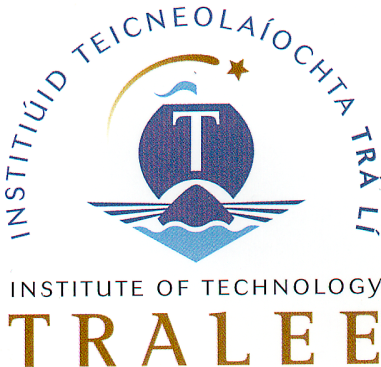 INSTITIÚID TEICNEOLAÍOCHTA TRÁ LÍ
T
INSTITUTE OF TECHNOLOGY
TRALEE